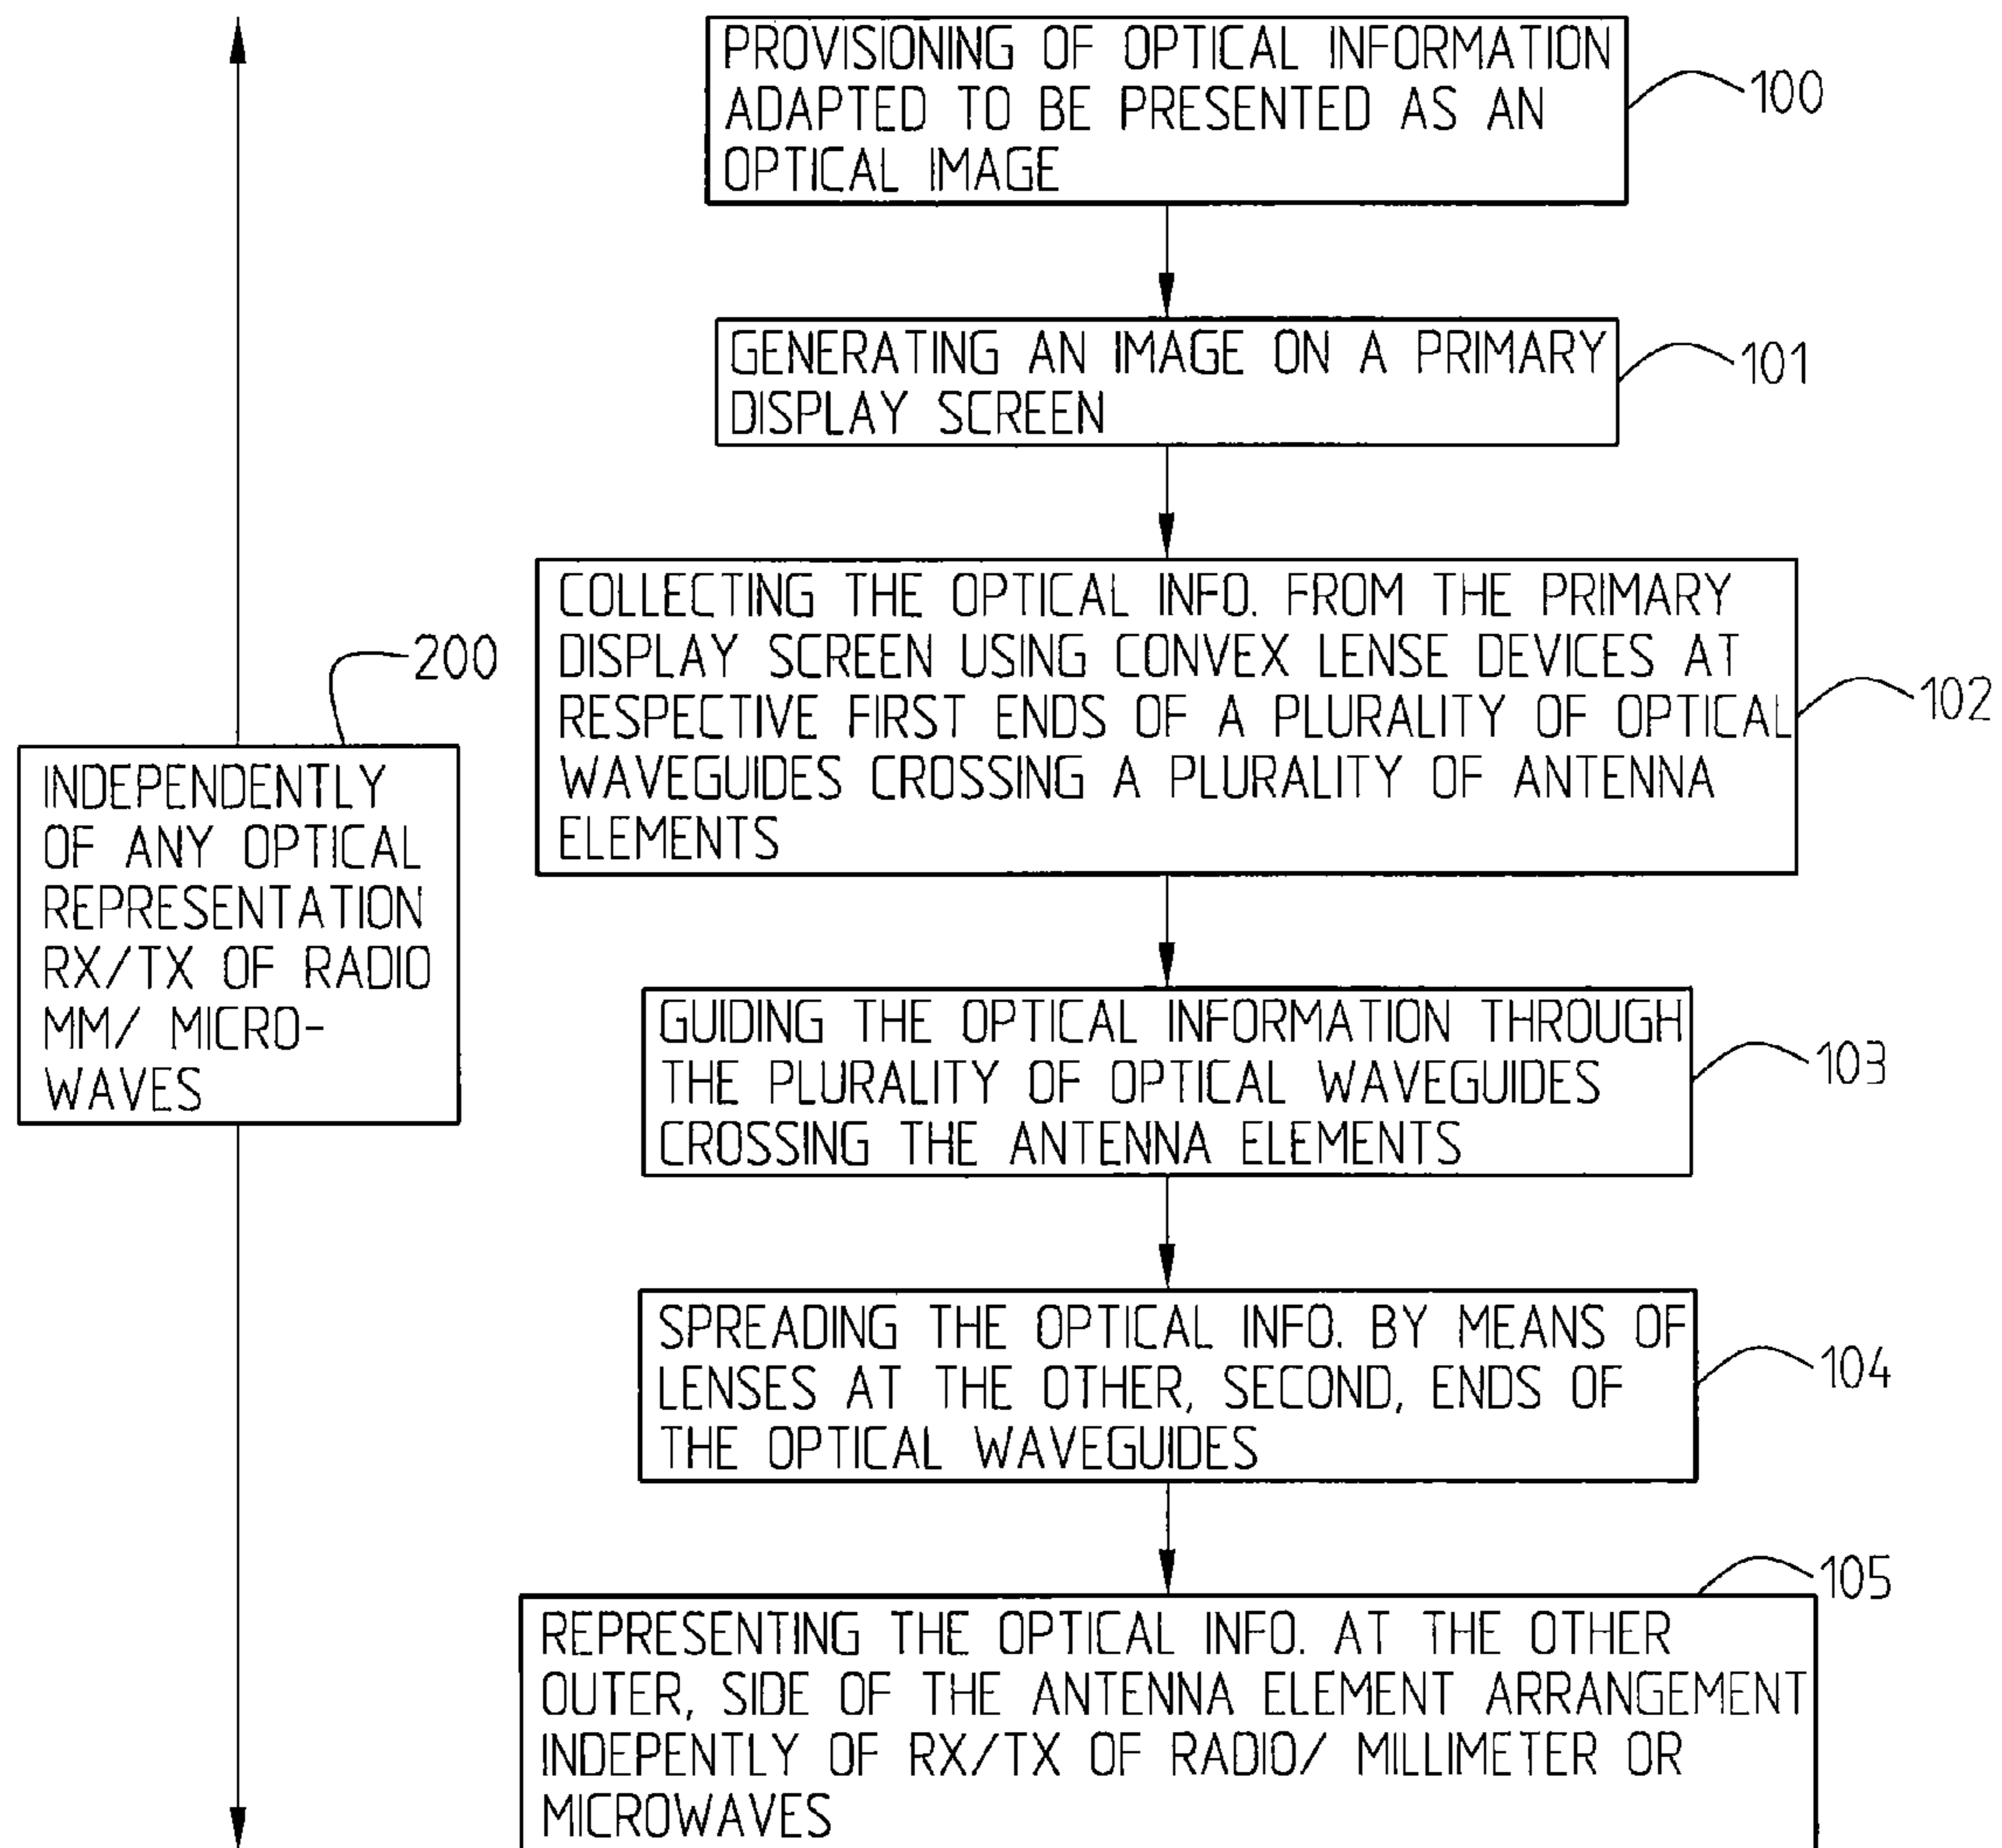 PROVISIONING OF OPTICAL INFORMATION
ADAPTED TO BE PRESENTED AS AN
OPTICAL IMAGE
100
GENERATING AN IMAGE ON A PRIMARY
DISPLAY SCREEN
101
COLLECTING THE OPTICAL INFO. FROM THE PRIMARY
DISPLAY SCREEN USING CONVEX LENSE DEVICES AT
RESPECTIVE FIRST ENDS OF A PLURALITY OF OPTICAL
WAVEGUIDES CROSSING A PLURALITY OF ANTENNA
ELEMENTS
102
200
INDEPENDENTLY
OF ANY OPTICAL
REPRESENTATION
RX/TX OF RADIO
MM/ MICRO-
WAVES
GUIDING THE OPTICAL INFORMATION THROUGH
THE PLURALITY OF OPTICAL WAVEGUIDES
CROSSING THE ANTENNA ELEMENTS
103
SPREADING THE OPTICAL INFO. BY MEANS OF
LENSES AT THE OTHER, SECOND, ENDS OF
THE OPTICAL WAVEGUIDES
104
105
REPRESENTING THE OPTICAL INFO. AT THE OTHER
OUTER, SIDE OF THE ANTENNA ELEMENT ARRANGEMENT
INDEPENTLY OF RX/TX OF RADIO/ MILLIMETER OR
MICROWAVES